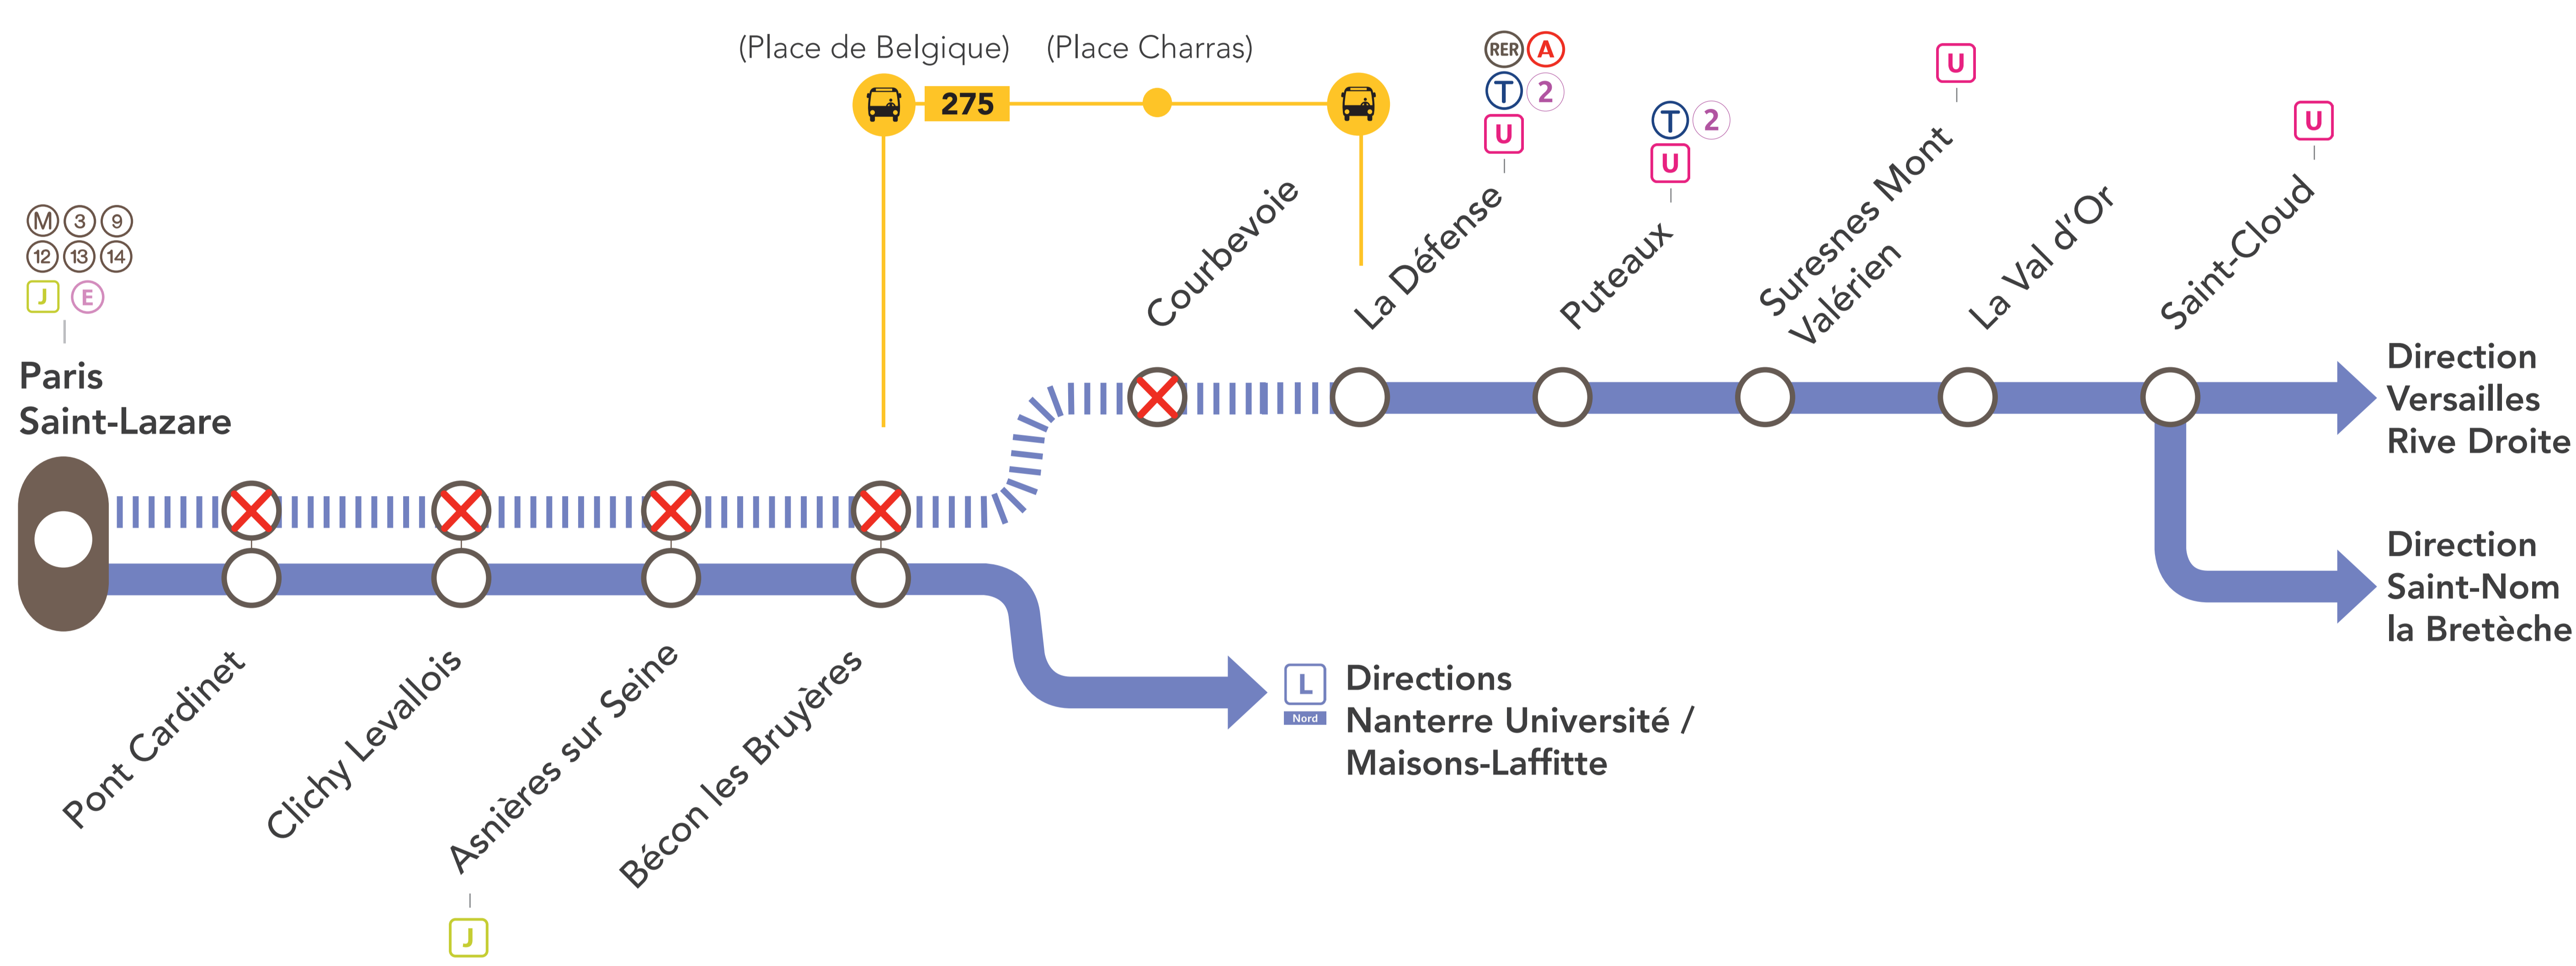 (Place de Belgique)
(Place Charras)
275
RER A
T 2
U
T 2
U
U
U
M 3 9
12 13 14
J E
Paris
Saint-Lazare
Courbevoie
La Défense
Puteaux
Suresnes Mont
Valérien
La Val d'Or
Saint-Cloud
Direction
Versailles
Rive Droite
Direction
Saint-Nom
la Bretèche
Pont Cardinet
Clichy Levallois
Asnières sur Seine
J
Bécon les Bruyères
L
Nord
Directions
Nanterre Université /
Maisons-Laffitte